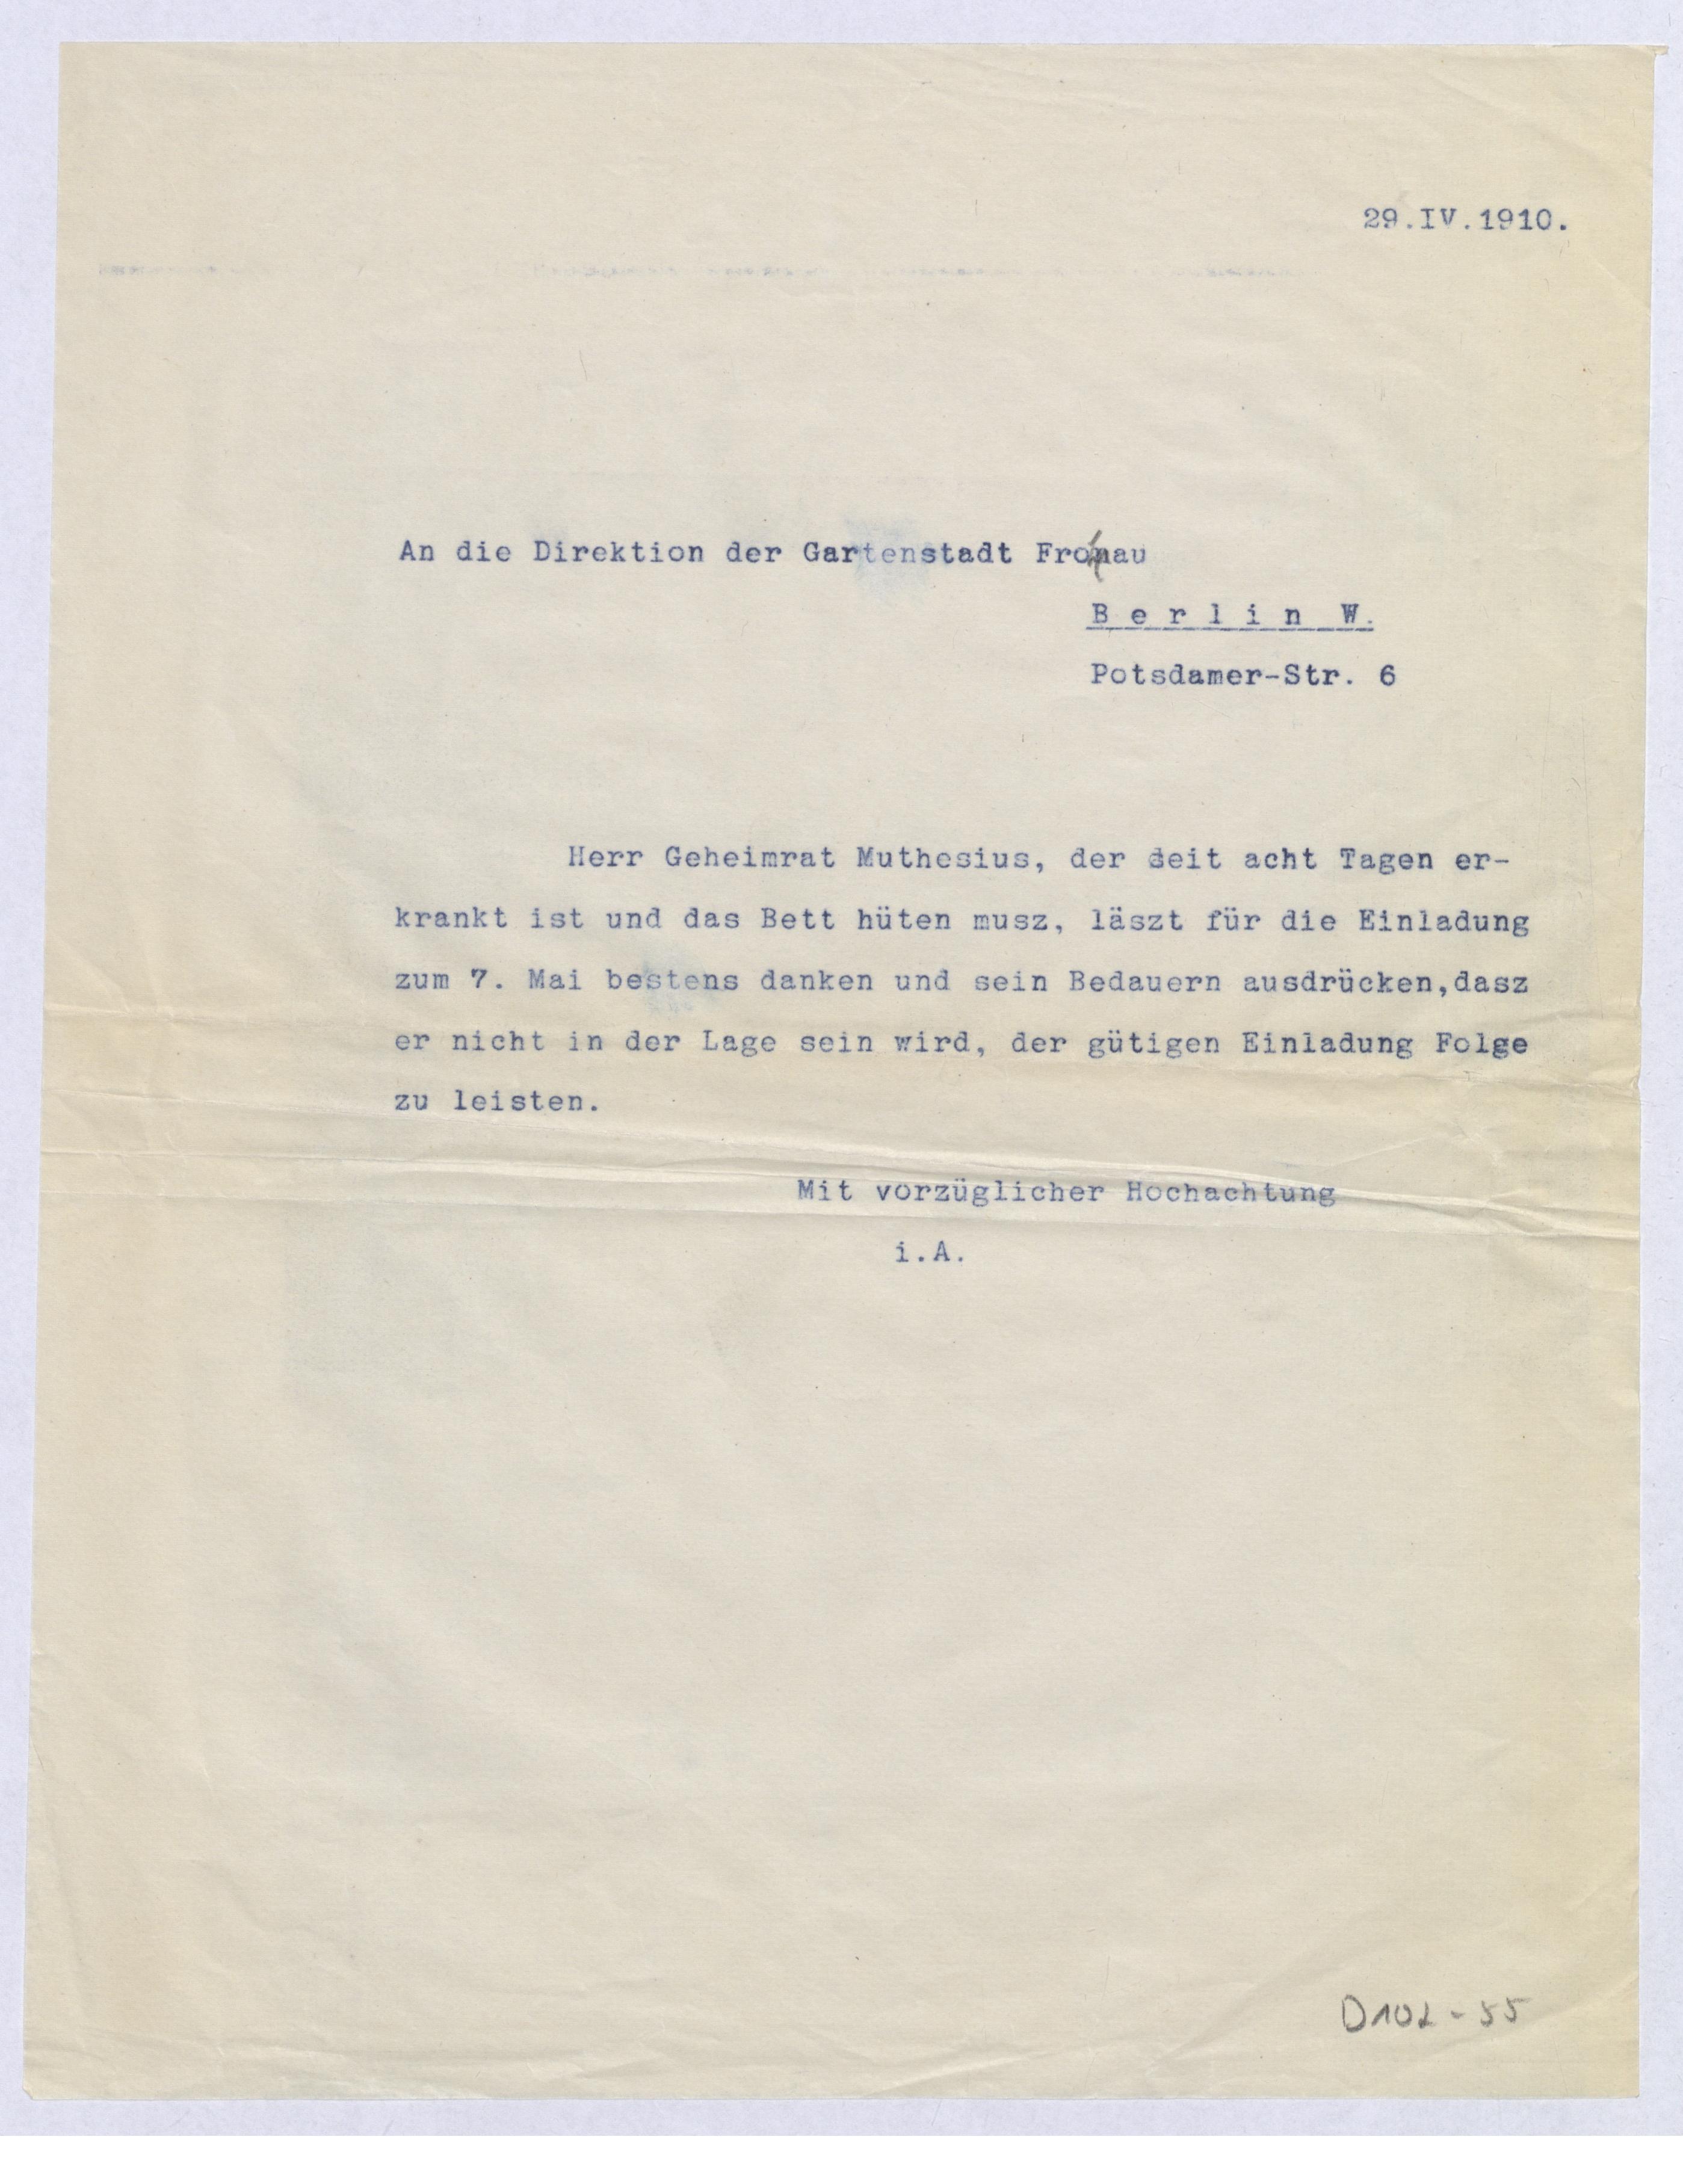 29.IV.1910.
An die Direktion der Gartenstadt Frohnau
Berlin W.
Potsdamer-Str. 6
Herr Geheimrat Muthesius, der seit acht Tagen er-
krankt ist und das Bett hüten musz, läszt für die Einladung
zum 7. Mai bestens danken und sein Bedauern ausdrücken,dasz
er nicht in der Lage sein wird, der gütigen Einladung Folge
zu leisten.
Mit vorzüglicher Hochachtung
i.A.
D102-55